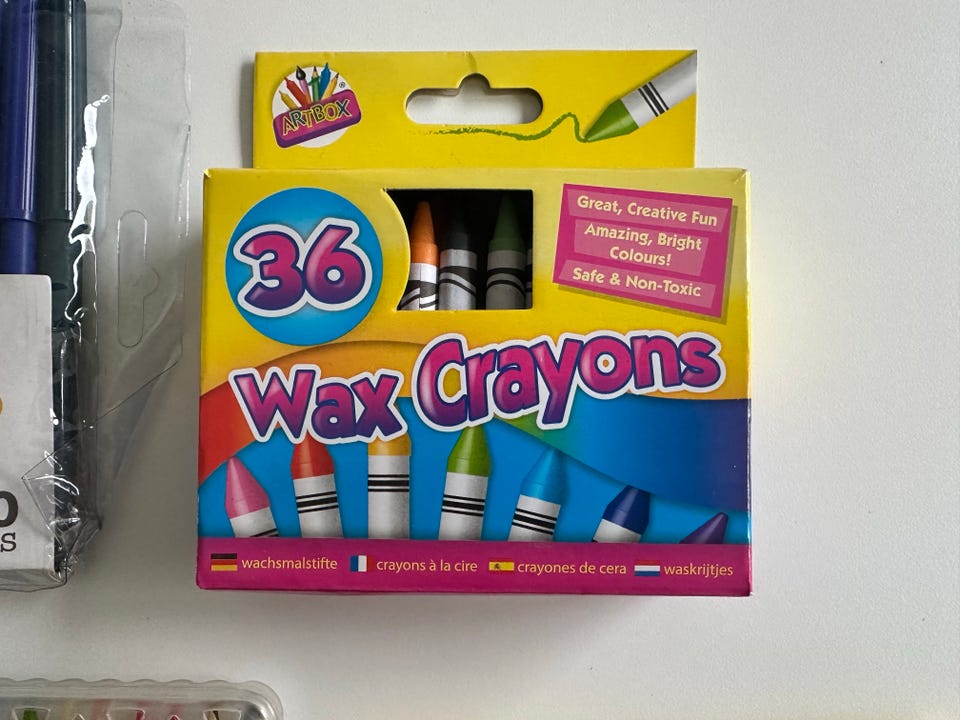 ARTBOX
®
36
Great, Creative Fun
Amazing, Bright
Colours!
Safe & Non-Toxic
Wax Crayons
wachsmalstifte crayons à la cire crayones de cera waskrijtjes